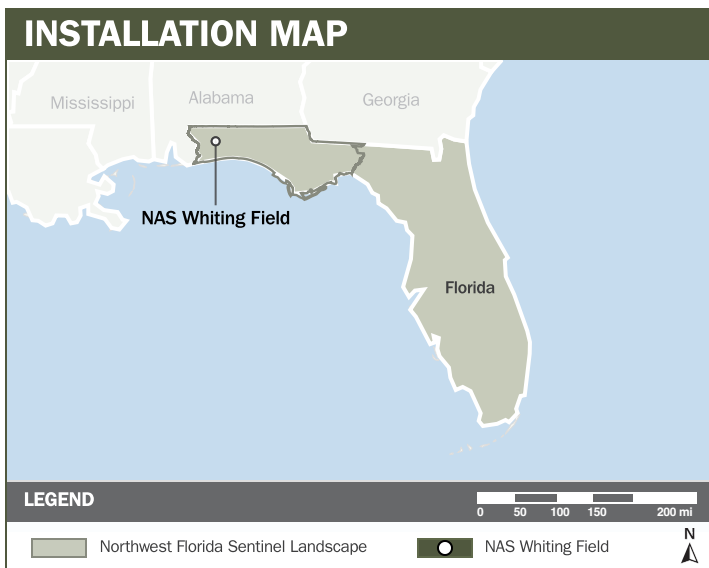 INSTALLATION MAP
Mississippi
Alabama
Georgia
NAS Whiting Field
Florida
LEGEND
0 50 100 150 200 mi
Northwest Florida Sentinel Landscape
NAS Whiting Field
N